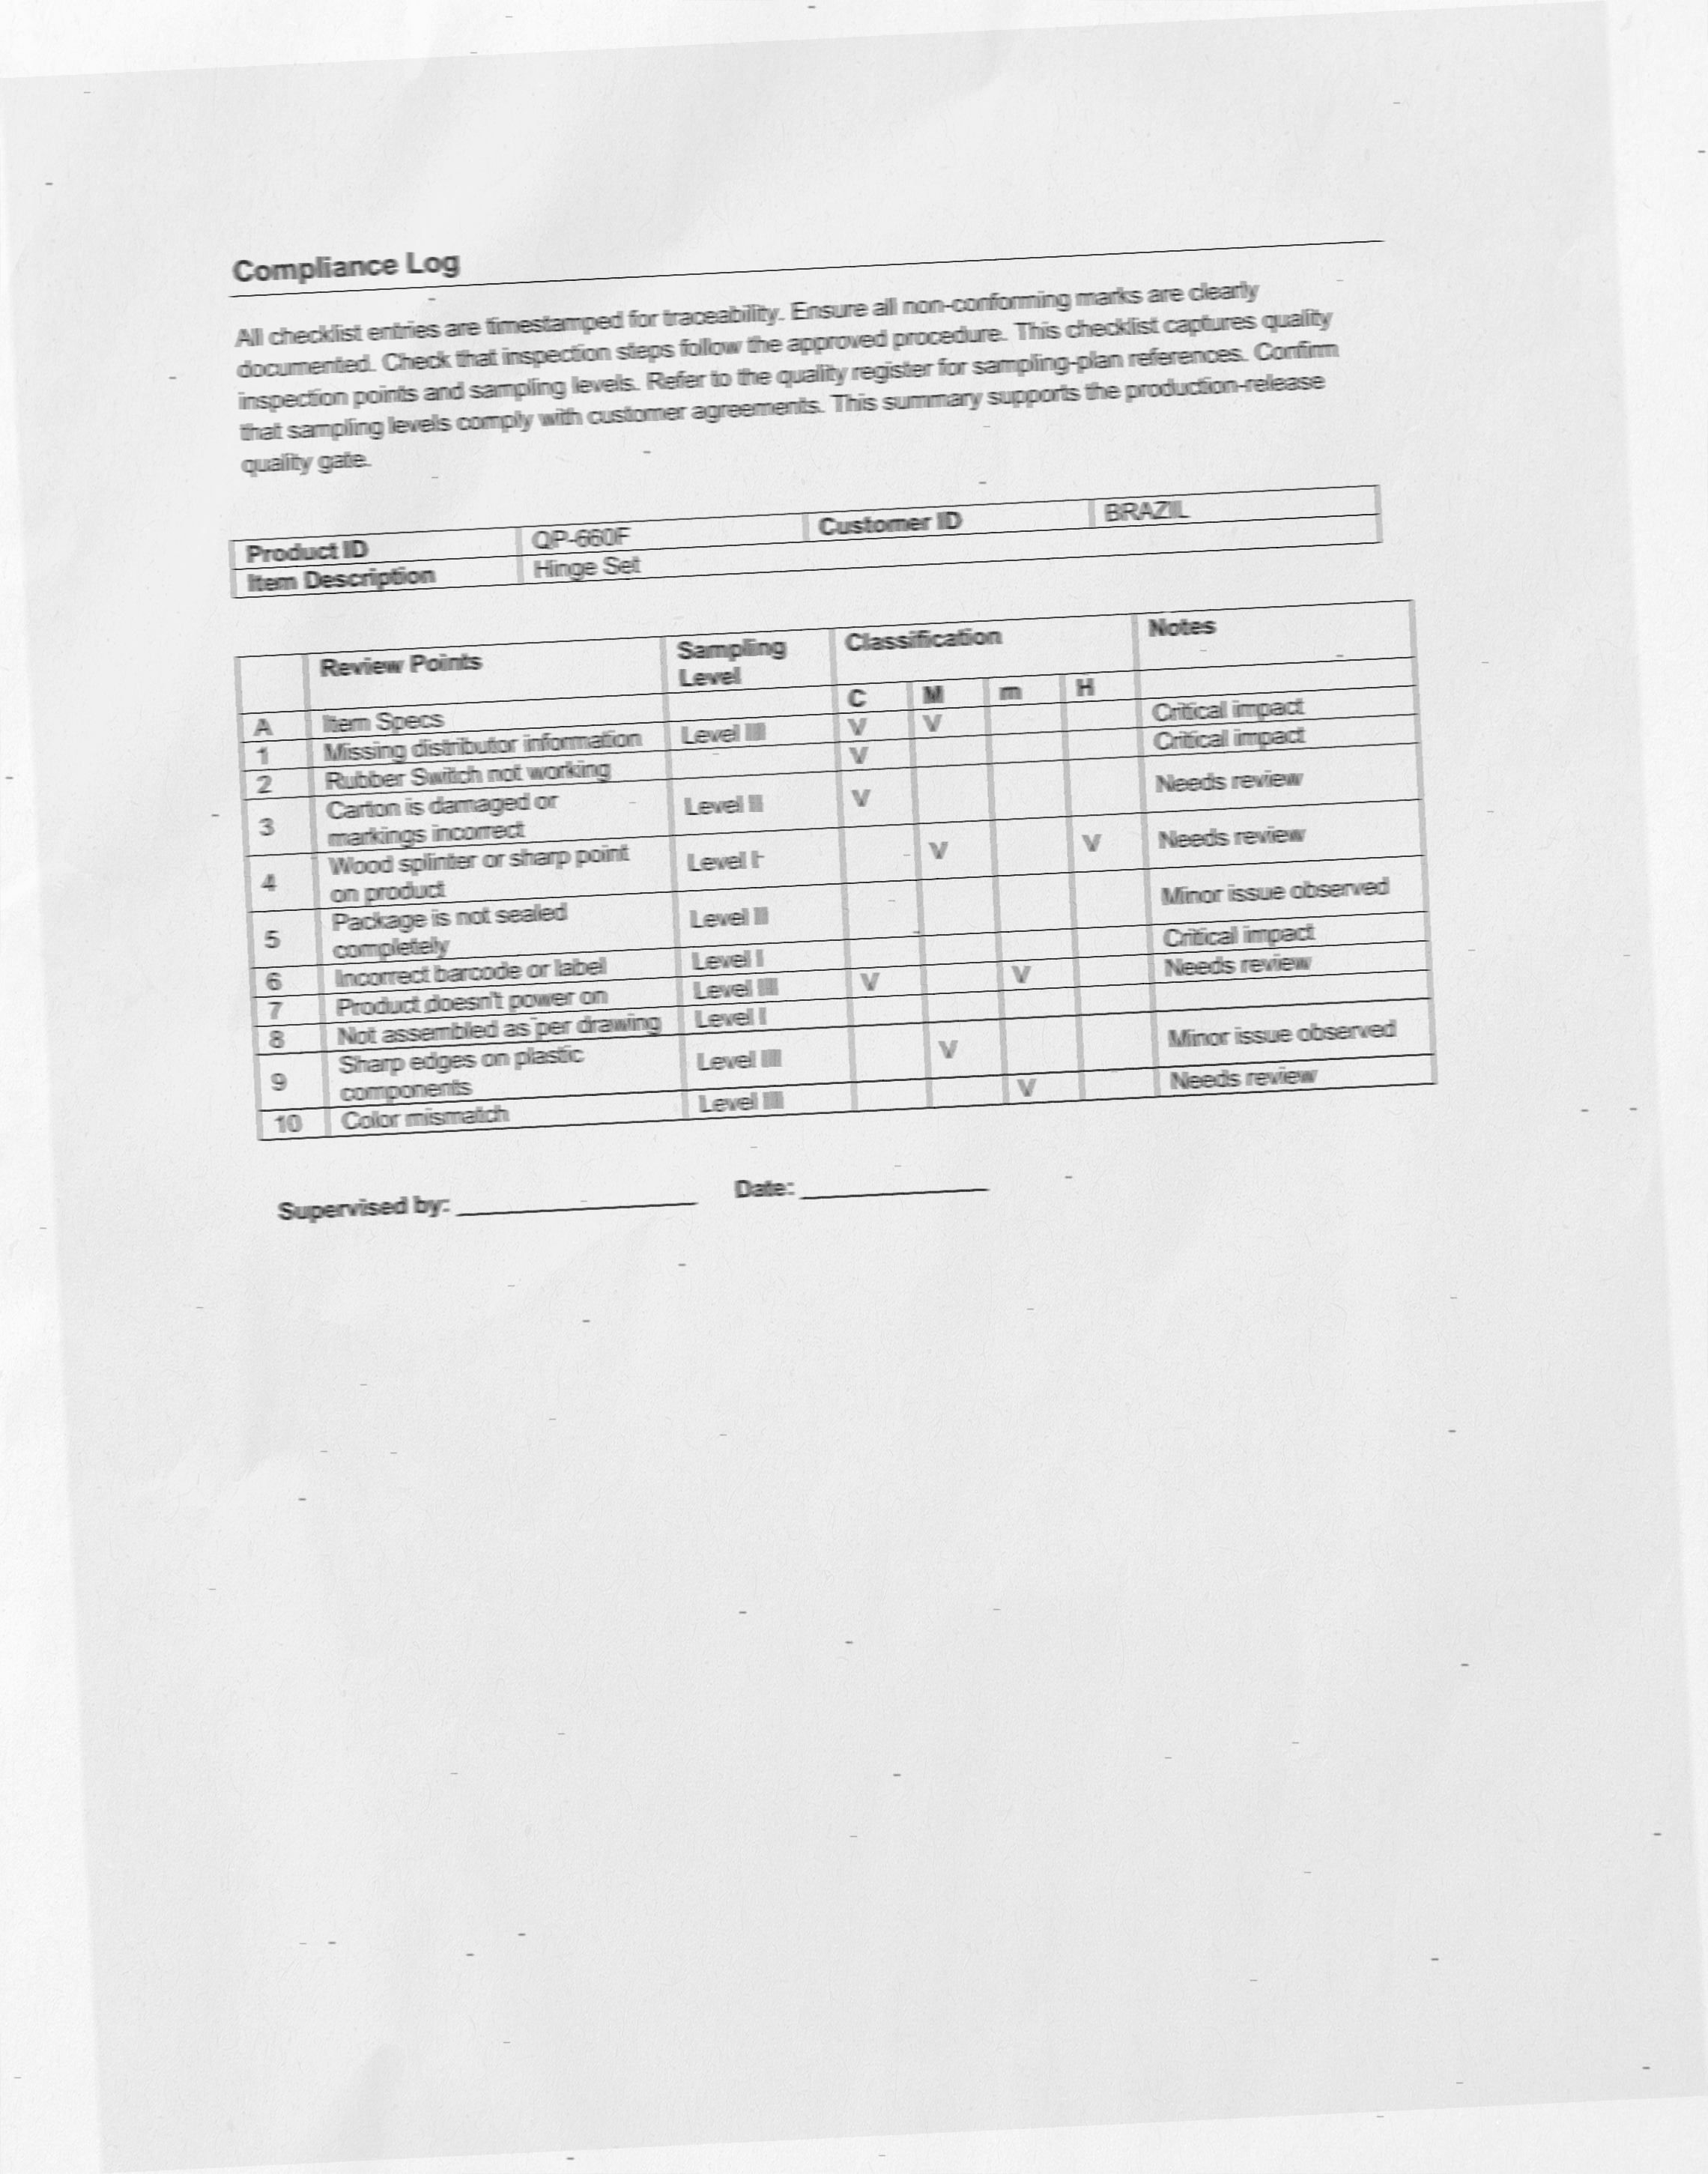 Compliance Log
All checklist entries are timestamped for traceability. Ensure all non-conforming marks are clearly
documented. Check that inspection steps follow the approved procedure. This checklist captures quality
inspection points and sampling levels. Refer to the quality register for sampling-plan references. Confirm
that sampling levels comply with customer agreements. This summary supports the production-release
quality gate.
Product ID QP-660F Customer ID BRAZIL
Item Description Hinge Set
Review Points Sampling Classification Notes
Level
A Item Specs C M m H
1 Missing distributor information Level III V V Critical impact
2 Rubber Switch not working V Critical impact
3 Carton is damaged or Level II V Needs review
markings incorrect
4 Wood splinter or sharp point Level I V V Needs review
on product
5 Package is not sealed Level II Minor issue observed
completely
6 Incorrect barcode or label Level I Critical impact
7 Product doesn't power on Level III V V Needs review
8 Not assembled as per drawing Level I
9 Sharp edges on plastic Level III V Minor issue observed
components
10 Color mismatch Level III V Needs review
Supervised by: ____________________ Date: ________________